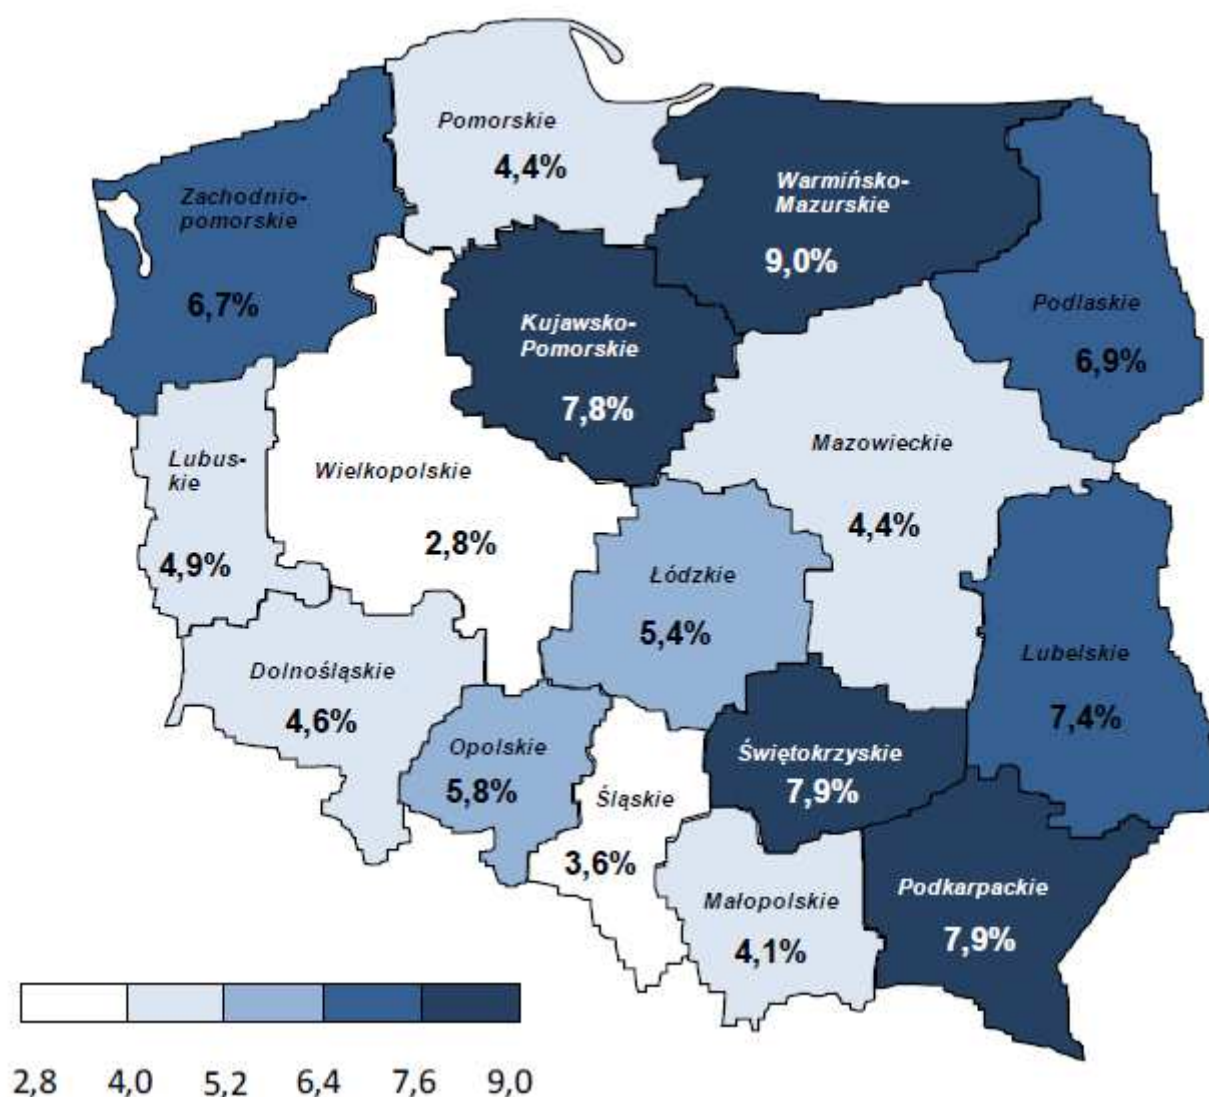 Pomorskie
4,4%
Warmińsko-
Mazurskie
9,0%
Zachodnio-
pomorskie
6,7%
Podlaskie
6,9%
Kujawsko-
Pomorskie
7,8%
Mazowieckie
4,4%
Lubus-
kie
4,9%
Wielkopolskie
2,8%
Łódzkie
5,4%
Lubelskie
7,4%
Dolnośląskie
4,6%
Opolskie
5,8%
Śląskie
3,6%
Świętokrzyskie
7,9%
Małopolskie
4,1%
Podkarpackie
7,9%
2,8 4,0 5,2 6,4 7,6 9,0